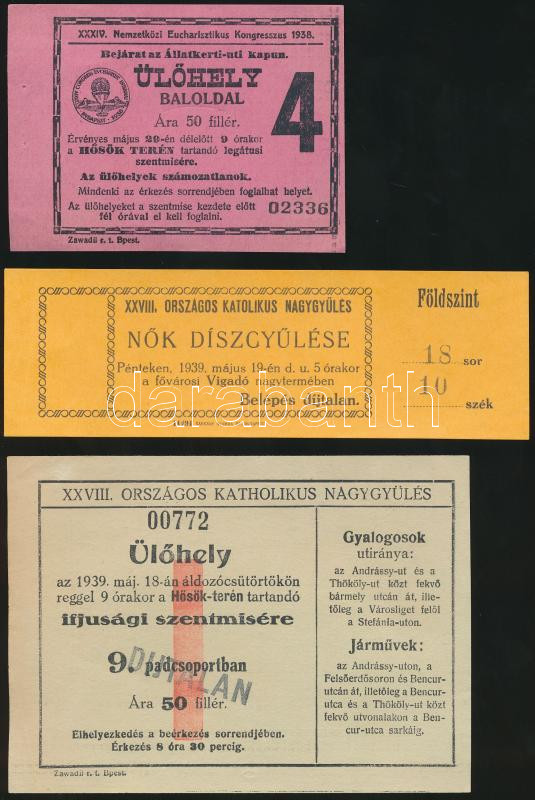 XXXIV. Nemzetközi Eucharisztikus Kongresszus 1938.
Bejárat az Állatkerti-uti kapun.
ÜLŐHELY
BALOLDAL
4
Ára 50 fillér.
Érvényes május 29-én délelőtt 9 órakor
a HŐSÖK TERÉN tartandó legátusi
szentmisére.
Az ülőhelyek számozatlanok.
Mindenki az érkezés sorrendjében foglalhat helyet.
Az ülőhelyeket a szentmise kezdete előtt
fél órával el kell foglalni.
02336
Zawadil r. t. Bpest.
XXVIII. ORSZÁGOS KATOLIKUS NAGYGYÜLÉS
NŐK DÍSZGYŰLÉSE
Pénteken, 1939. május 19-én d. u. 5 órakor
a fővárosi Vigadó nagytermében
Belépés díjtalan.
Földszint
18 sor
10 szék
darabanth
XXVIII. ORSZÁGOS KATHOLIKUS NAGYGYÜLÉS
00772
Ülőhely
az 1939. máj. 18-án áldozócsütörtökön
reggel 9 órakor a Hősök-terén tartandó
ifjusági szentmisére
9. padcsoportban
DIJTALAN
Ára 50 fillér.
Elhelyezkedés a beérkezés sorrendjében.
Érkezés 8 óra 30 percig.
Gyalogosok
utiránya:
az Andrássy-ut és a
Thököly-ut közt fekvő
bármely utcán át, ille-
tőleg a Városliget felől
a Stefánia-uton.
Járművek:
az Andrássy-uton, a
Felsőerdősoron és Bencur-
utcán át, illetőleg a Bencur-
utca és a Thököly-ut közt
fekvő utvonalakon a Ben-
cur-utca sarkáig.
Zawadil r. t. Bpest.